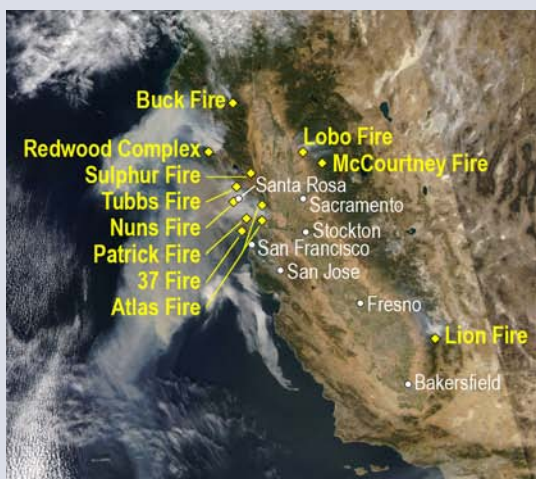 Buck Fire
Redwood Complex
Lobo Fire
McCourtney Fire
Sulphur Fire
Santa Rosa
Tubbs Fire
Sacramento
Nuns Fire
Stockton
Patrick Fire
San Francisco
37 Fire
San Jose
Atlas Fire
Fresno
Lion Fire
Bakersfield